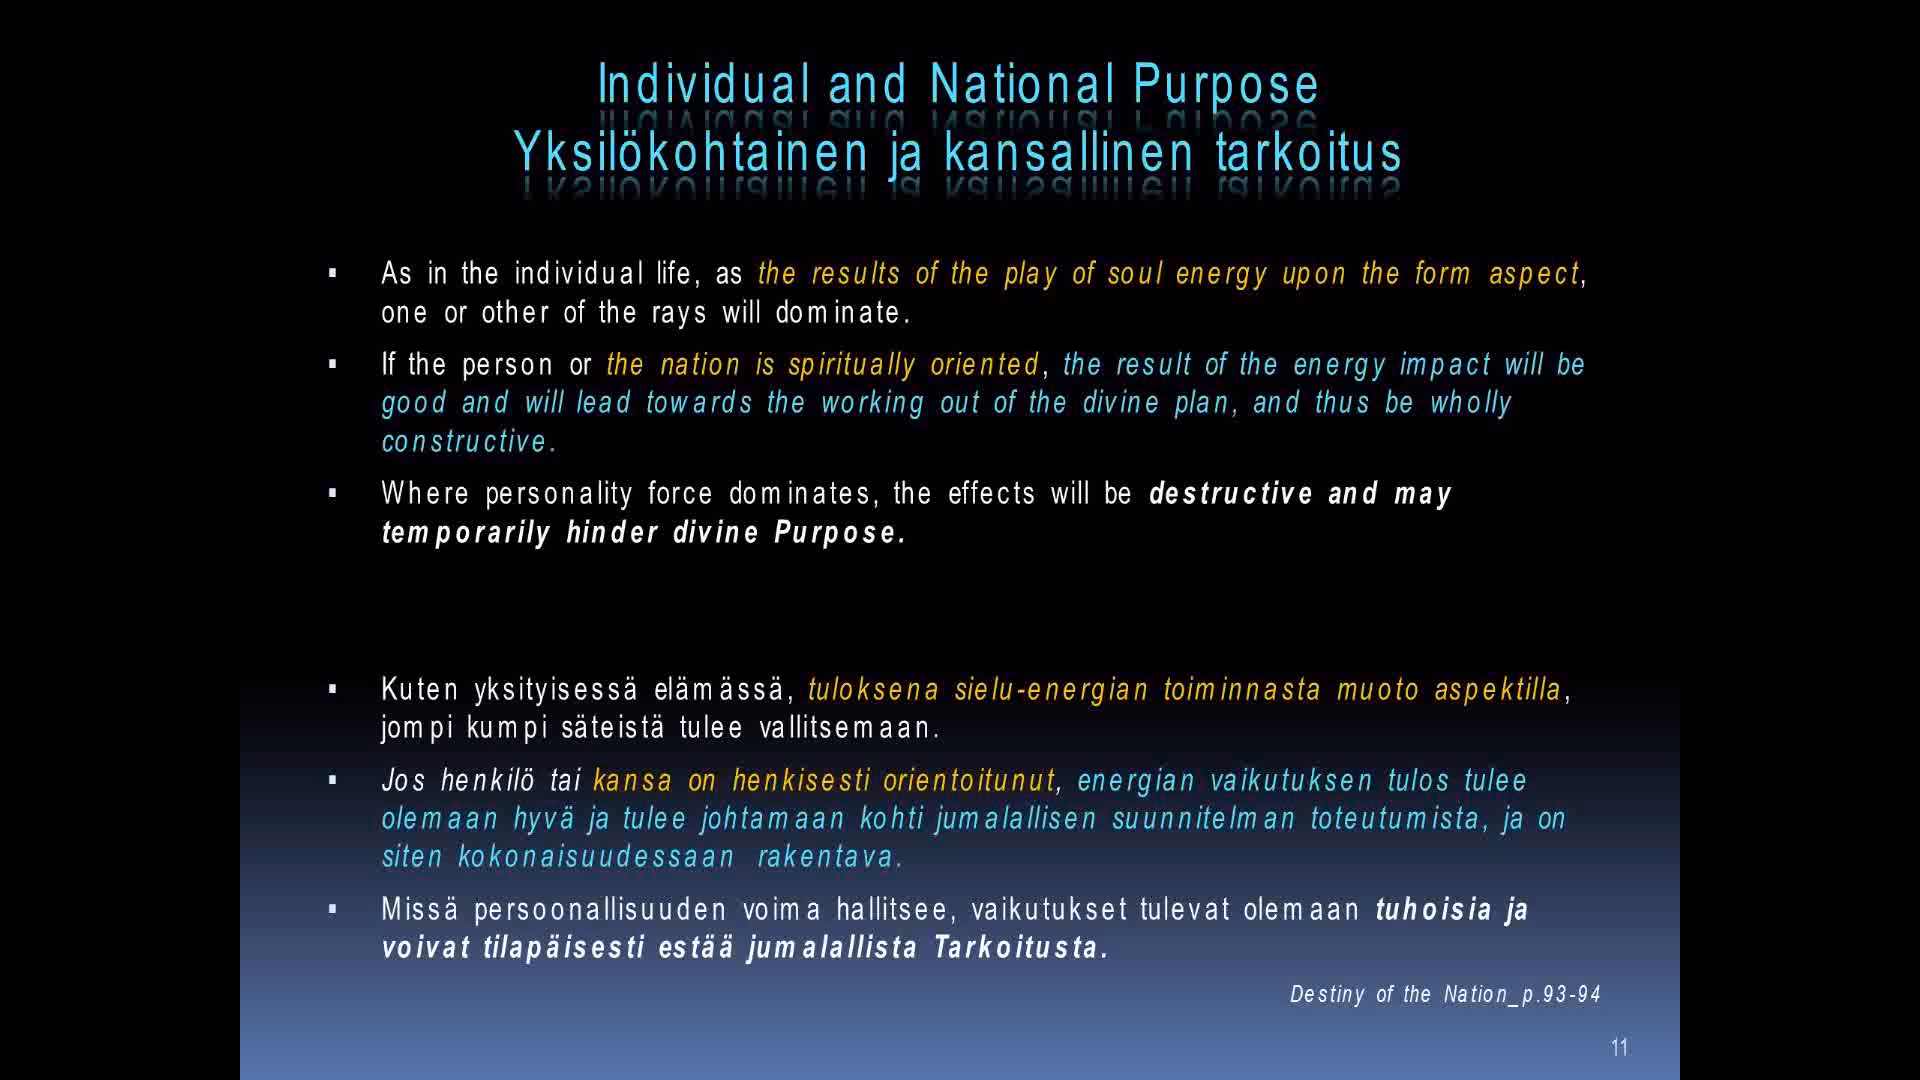 Individual and National Purpose
Yksilökohtainen ja kansallinen tarkoitus
▪ As in the individual life, as the results of the play of soul energy upon the form aspect,
one or other of the rays will dominate.
▪ If the person or the nation is spiritually oriented, the result of the energy impact will be
good and will lead towards the working out of the divine plan, and thus be wholly
constructive.
▪ Where personality force dominates, the effects will be destructive and may
temporarily hinder divine Purpose.
▪ Kuten yksityisessä elämässä, tuloksena sielu-energian toiminnasta muoto aspektilla,
jompi kumpi säteistä tulee vallitsemaan.
▪ Jos henkilö tai kansa on henkisesti orientoitunut, energian vaikutuksen tulos tulee
olemaan hyvä ja tulee johtamaan kohti jumalallisen suunnitelman toteutumista, ja on
siten kokonaisuudessaan rakentava.
▪ Missä persoonallisuuden voima hallitsee, vaikutukset tulevat olemaan tuhoisia ja
voivat tilapäisesti estää jumalallista Tarkoitusta.
Destiny of the Nation_p.93-94
11